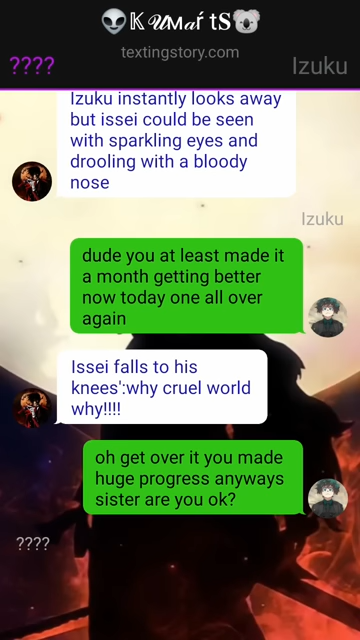 👽𝕂 𝓤ᴍ𝓪ŕ tS🐨
textingstory.com
????
Izuku
Izuku instantly looks away
but issei could be seen
with sparkling eyes and
drooling with a bloody
nose
Izuku
dude you at least made it
a month getting better
now today one all over
again
Issei falls to his
knees':why cruel world
why!!!!
oh get over it you made
huge progress anyways
sister are you ok?
????